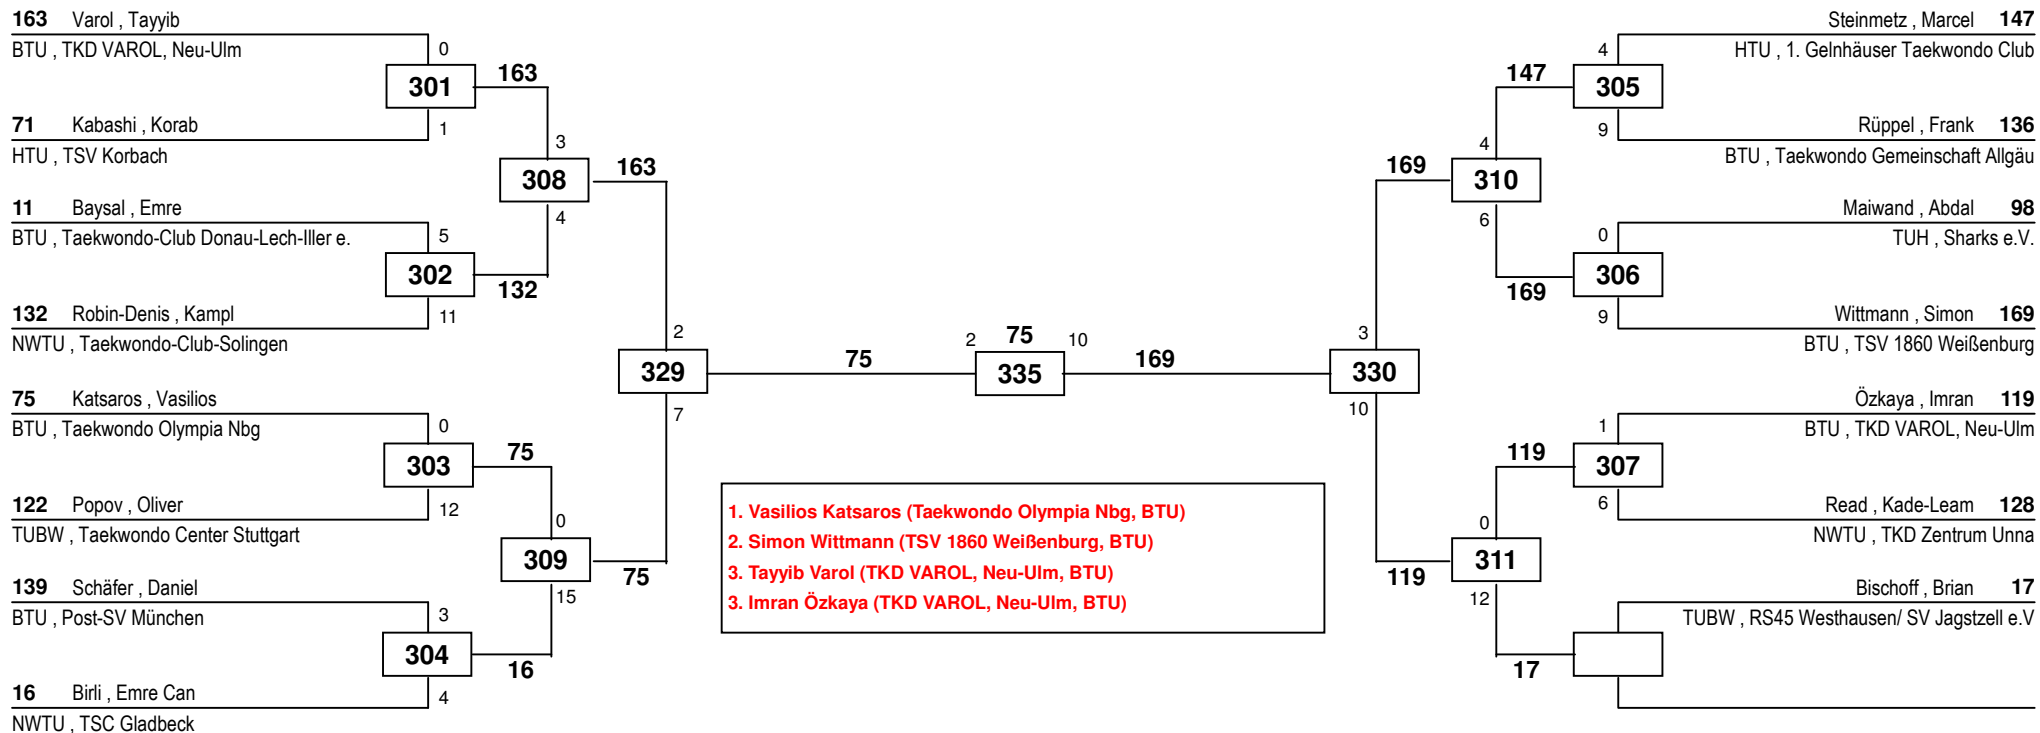 163 Varol , Tayyib
BTU , TKD VAROL, Neu-Ulm
0
301
163
71 Kabashi , Korab
1
HTU , TSV Korbach
3
308
163
11 Baysal , Emre
4
BTU , Taekwondo-Club Donau-Lech-Iller e.
5
302
132
132 Robin-Denis , Kampl
11
NWTU , Taekwondo-Club-Solingen
2
329
75
7
75 Katsaros , Vasilios
BTU , Taekwondo Olympia Nbg
0
303
75
122 Popov , Oliver
12
TUBW , Taekwondo Center Stuttgart
0
309
75
15
139 Schäfer , Daniel
BTU , Post-SV München
3
304
16
16 Birli , Emre Can
4
NWTU , TSC Gladbeck
2 75 10
335
169
1. Vasilios Katsaros (Taekwondo Olympia Nbg, BTU)
2. Simon Wittmann (TSV 1860 Weißenburg, BTU)
3. Tayyib Varol (TKD VAROL, Neu-Ulm, BTU)
3. Imran Özkaya (TKD VAROL, Neu-Ulm, BTU)
Steinmetz , Marcel 147
4
HTU , 1. Gelnhäuser Taekwondo Club
147
305
9
Rüppel , Frank 136
BTU , Taekwondo Gemeinschaft Allgäu
4
169
310
6
Maiwand , Abdal 98
0
TUH , Sharks e.V.
306
169
9
Wittmann , Simon 169
BTU , TSV 1860 Weißenburg
3
330
10
Özkaya , Imran 119
1
BTU , TKD VAROL, Neu-Ulm
119
307
6
Read , Kade-Leam 128
NWTU , TKD Zentrum Unna
0
311
119
12
Bischoff , Brian 17
TUBW , RS45 Westhausen/ SV Jagstzell e.V
17